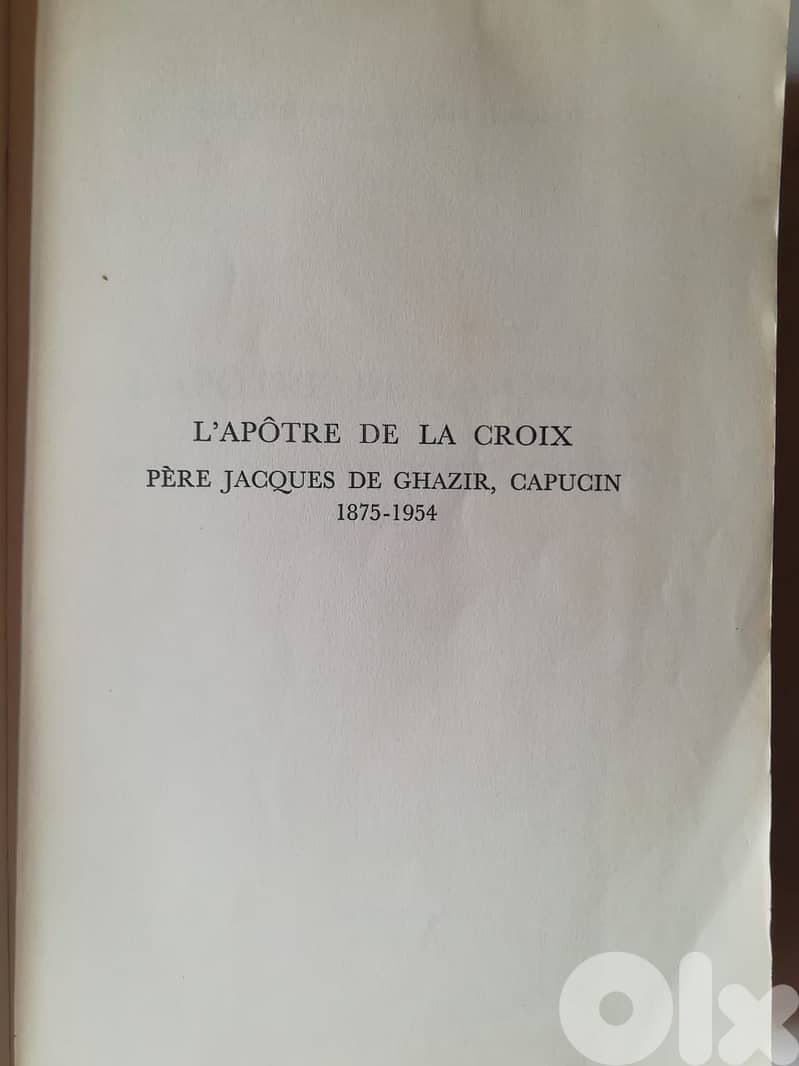 L'APÔTRE DE LA CROIX
PÈRE JACQUES DE GHAZIR, CAPUCIN
1875-1954
Olx